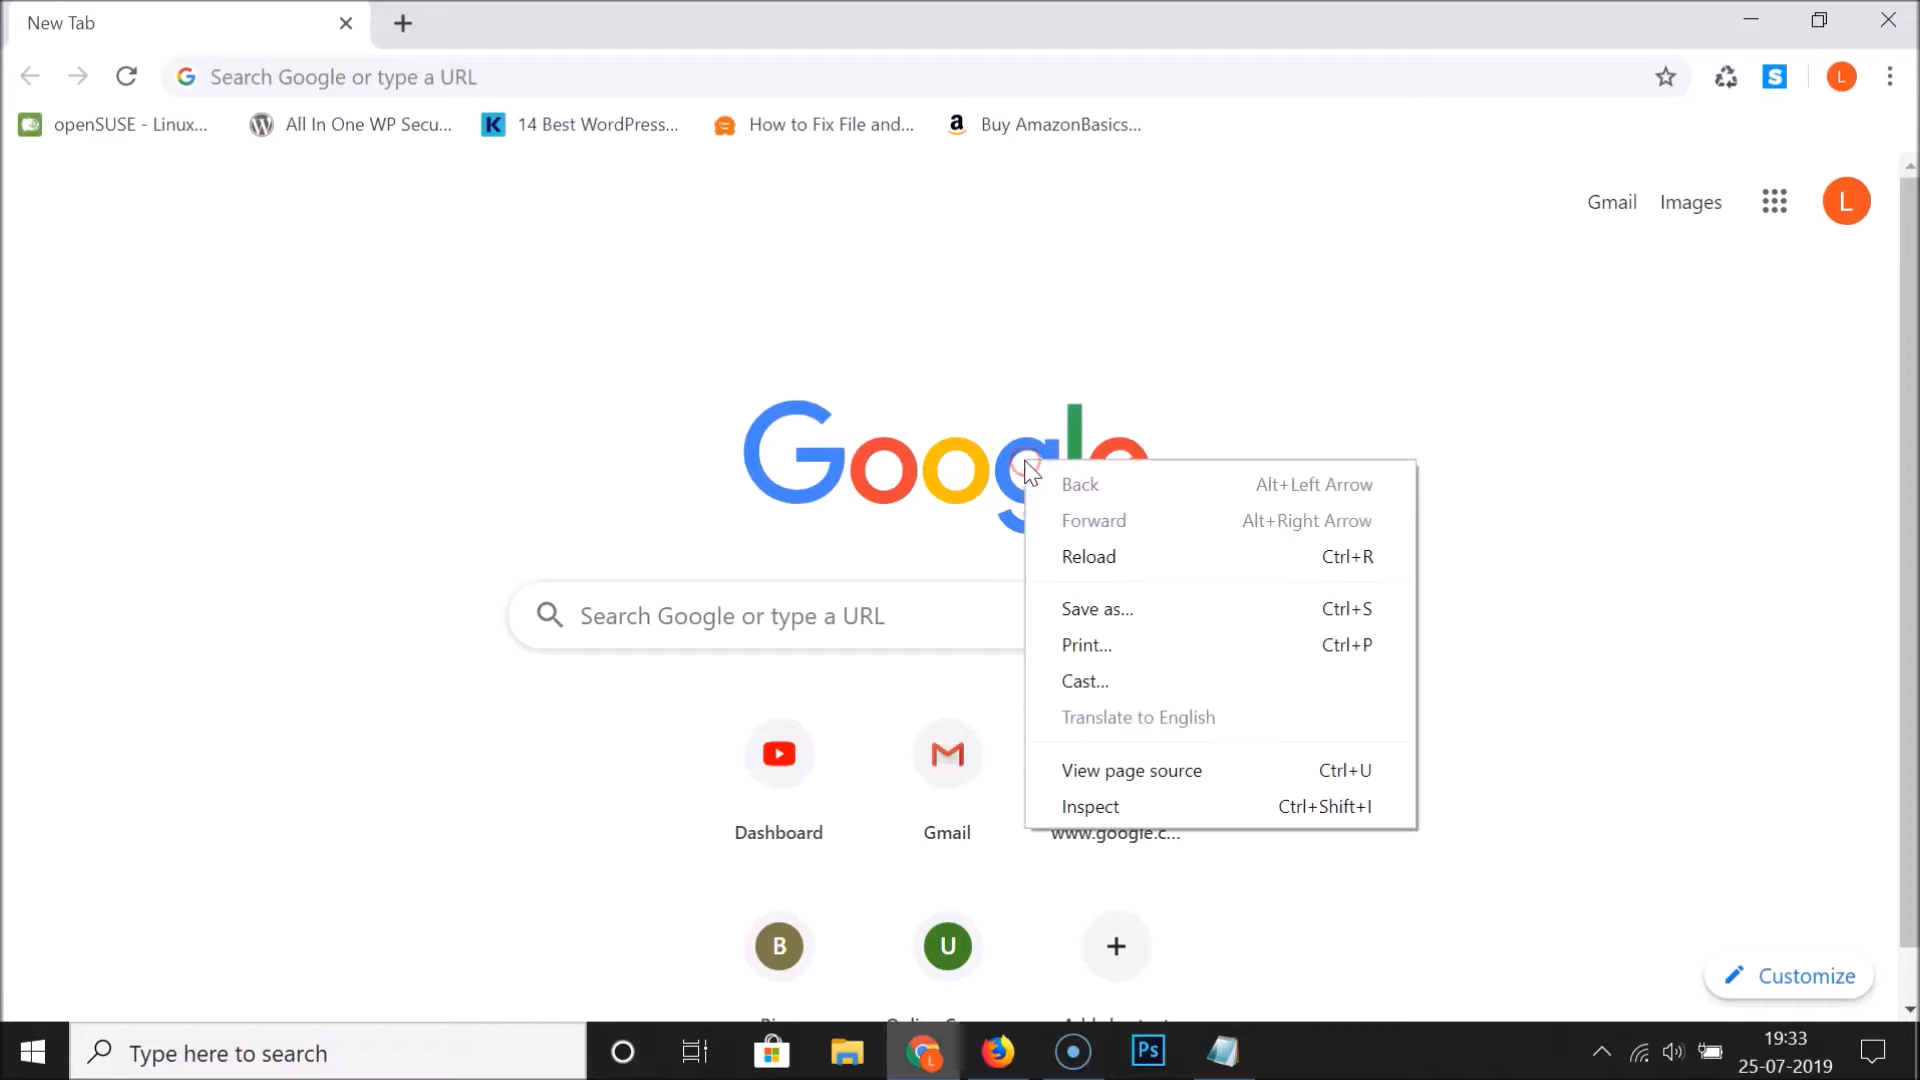 New Tab
Search Google or type a URL
S
L
openSUSE - Linux...
All In One WP Secu...
K
14 Best WordPress...
How to Fix File and...
a
Buy AmazonBasics...
Gmail
Images
L
Google
Back Alt+Left Arrow
Forward Alt+Right Arrow
Reload Ctrl+R
Save as... Ctrl+S
Print... Ctrl+P
Cast...
Translate to English
View page source Ctrl+U
Inspect Ctrl+Shift+I
Search Google or type a URL
Dashboard
Gmail
www.google.c...
B
U
Customize
Type here to search
L
Ps
19:33
25-07-2019